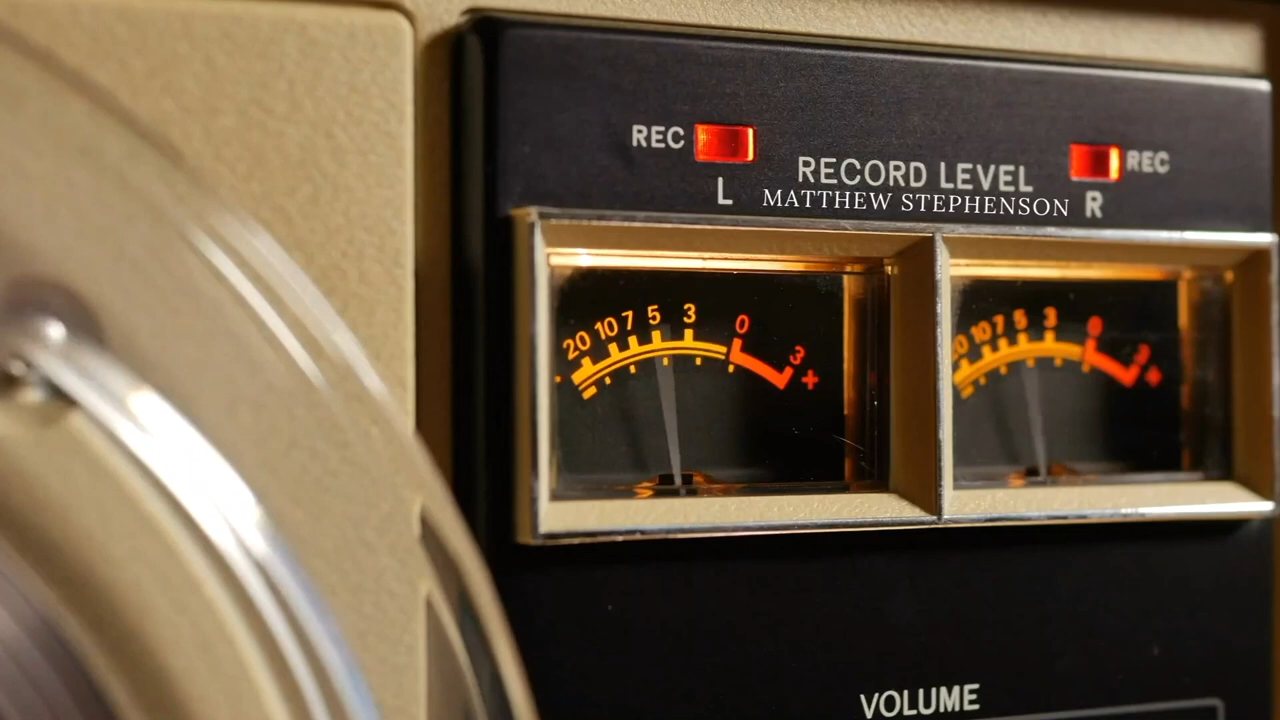 REC
REC
RECORD LEVEL
L
MATTHEW STEPHENSON
R
20 10 7 5 3 0 3 +
20 10 7 5 3 0 3 +
VOLUME